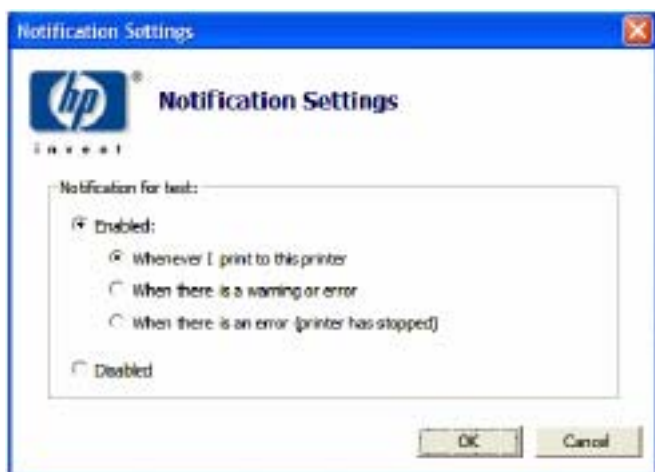 Notification Settings
hp
®
Notification Settings
invent
Notification for test:
Enabled:
Whenever I print to this printer
When there is a warning or error
When there is an error (printer has stopped)
Disabled
OK
Cancel